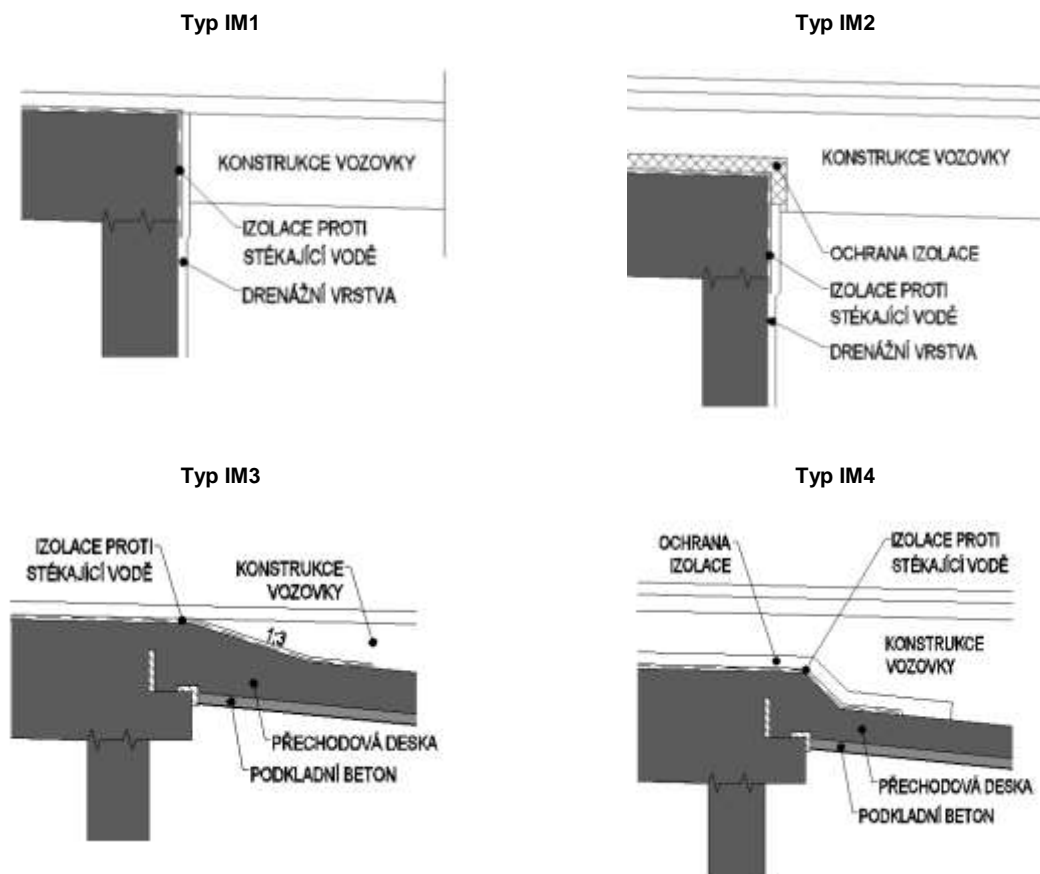 Typ IM1
KONSTRUKCE VOZOVKY
IZOLACE PROTI
STÉKAJÍCÍ VODĚ
DRENÁŽNÍ VRSTVA
Typ IM2
KONSTRUKCE VOZOVKY
OCHRANA IZOLACE
IZOLACE PROTI
STÉKAJÍCÍ VODĚ
DRENÁŽNÍ VRSTVA
Typ IM3
IZOLACE PROTI
STÉKAJÍCÍ VODĚ
KONSTRUKCE
VOZOVKY
1:3
PŘECHODOVÁ DESKA
PODKLADNÍ BETON
Typ IM4
OCHRANA
IZOLACE
IZOLACE PROTI
STÉKAJÍCÍ VODĚ
KONSTRUKCE
VOZOVKY
PŘECHODOVÁ DESKA
PODKLADNÍ BETON